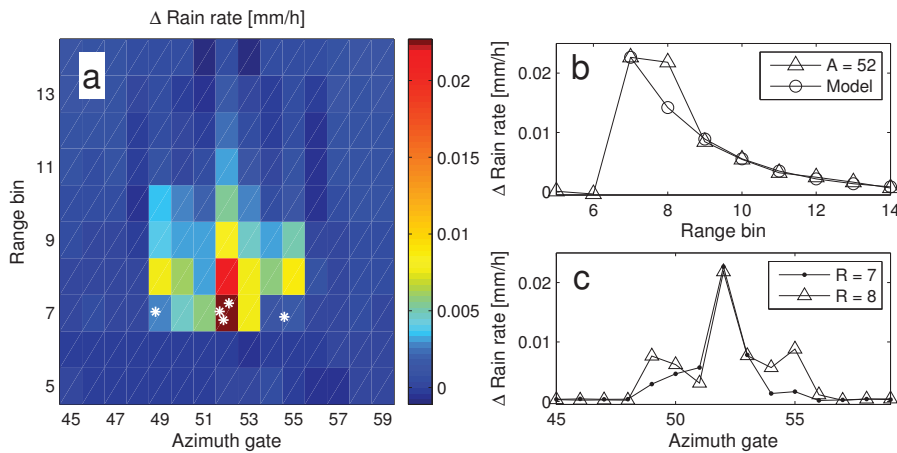 Δ Rain rate [mm/h]
a
13
11
9
7
5
Range bin
45 47 49 51 53 55 57 59
Azimuth gate
0.02
0.015
0.01
0.005
0
b
A = 52
Model
Δ Rain rate [mm/h]
0.02
0.01
0
6 8 10 12 14
Range bin
c
R = 7
R = 8
Δ Rain rate [mm/h]
0.02
0.01
0
45 50 55
Azimuth gate